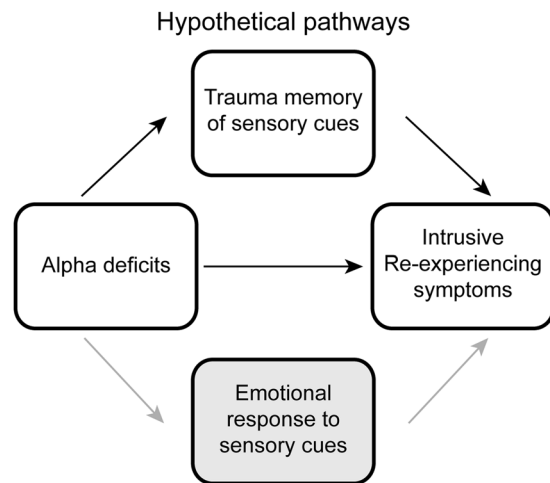 Hypothetical pathways
Trauma memory
of sensory cues
Alpha deficits
Intrusive
Re-experiencing
symptoms
Emotional
response to
sensory cues